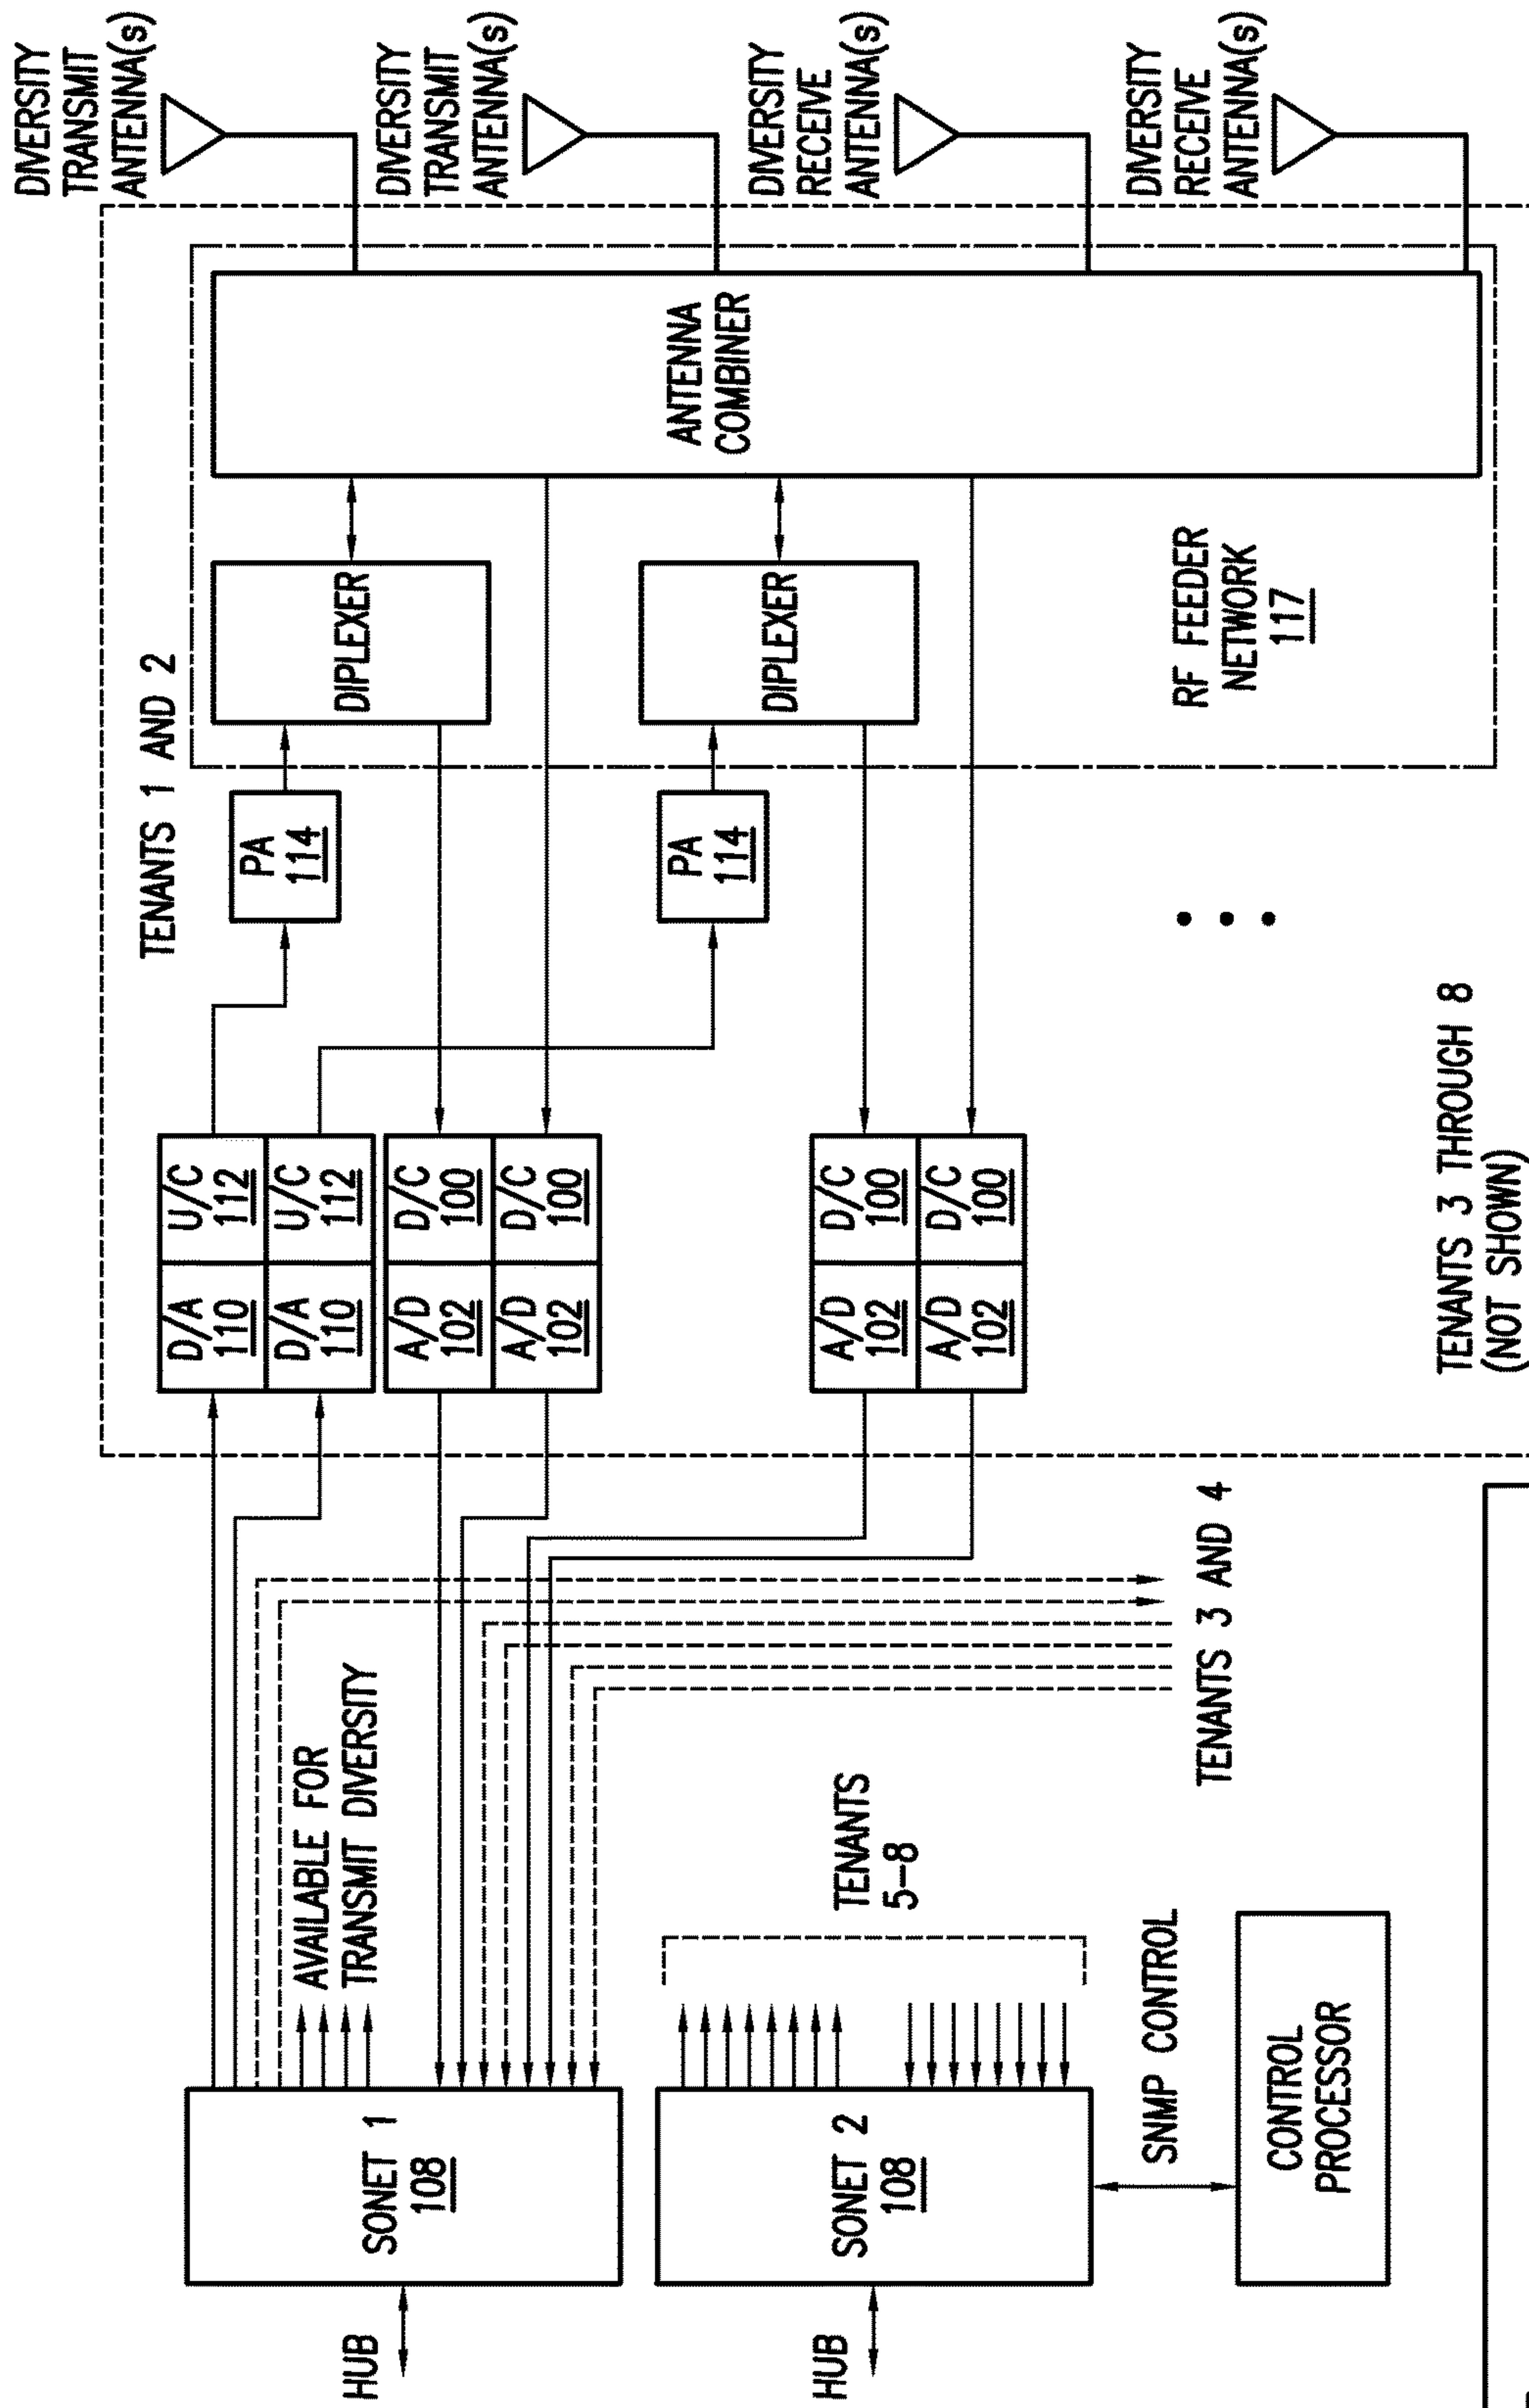 DIVERSITY
TRANSMIT
ANTENNA(s)
DIVERSITY
TRANSMIT
ANTENNA(s)
DIVERSITY
RECEIVE
ANTENNA(s)
DIVERSITY
RECEIVE
ANTENNA(s)
TENANTS 1 AND 2
ANTENNA
COMBINER
DIPLEXER
DIPLEXER
RF FEEDER
NETWORK
117
PA
114
PA
114
D/A
110
U/C
112
D/A
110
U/C
112
A/D
102
D/C
100
A/D
102
D/C
100
A/D
102
D/C
100
A/D
102
D/C
100
TENANTS 3 THROUGH 8
(NOT SHOWN)
AVAILABLE FOR
TRANSMIT DIVERSITY
TENANTS 3 AND 4
TENANTS
5-8
HUB
SONET 1
108
HUB
SONET 2
108
SNMP CONTROL
CONTROL
PROCESSOR